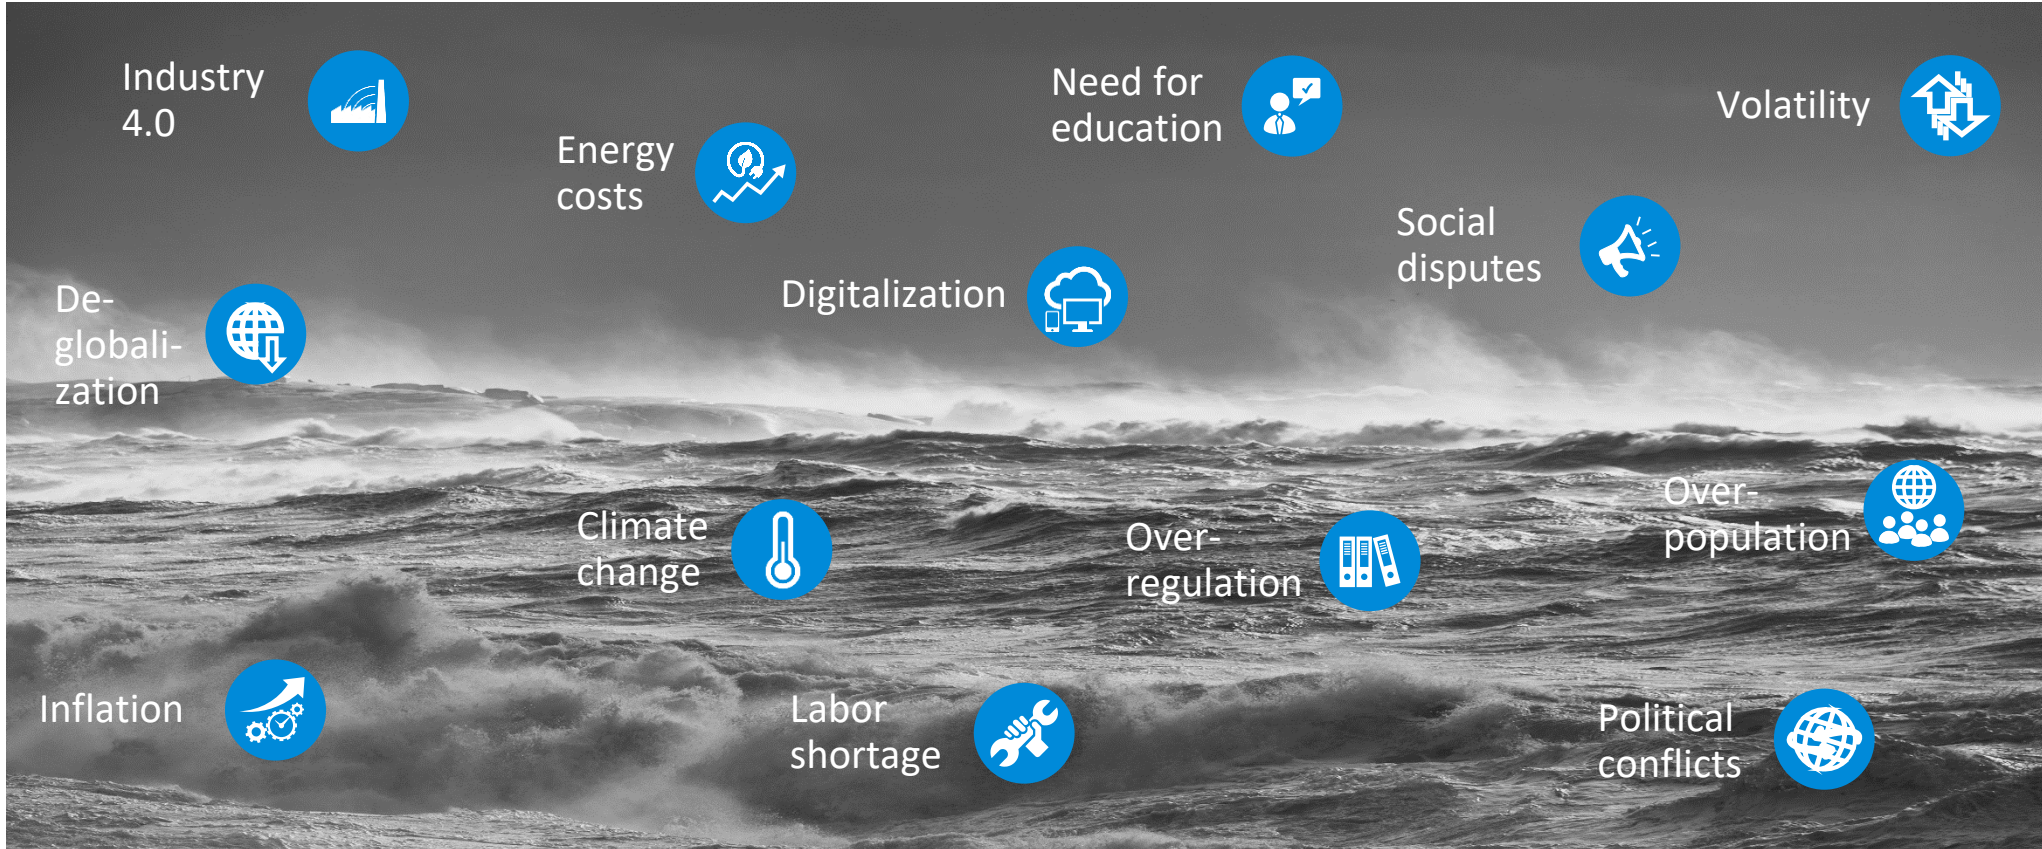 Industry
4.0
Energy
costs
Need for
education
Volatility
Social
disputes
De-
globali-
zation
Digitalization
Climate
change
Over-
regulation
Over-
population
Inflation
Labor
shortage
Political
conflicts